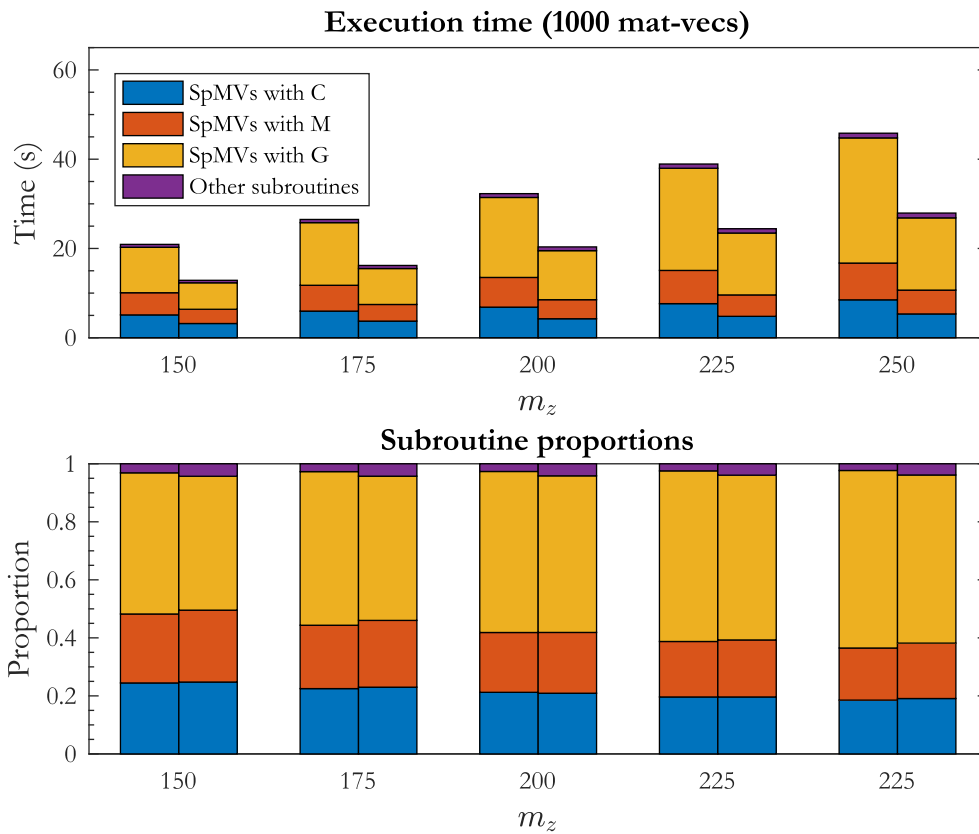 Execution time (1000 mat-vecs)
60
40
20
0
Time (s)
SpMVs with C
SpMVs with M
SpMVs with G
Other subroutines
150 175 200 225 250
m_z
Subroutine proportions
1
0.8
0.6
0.4
0.2
0
Proportion
150 175 200 225 225
m_z